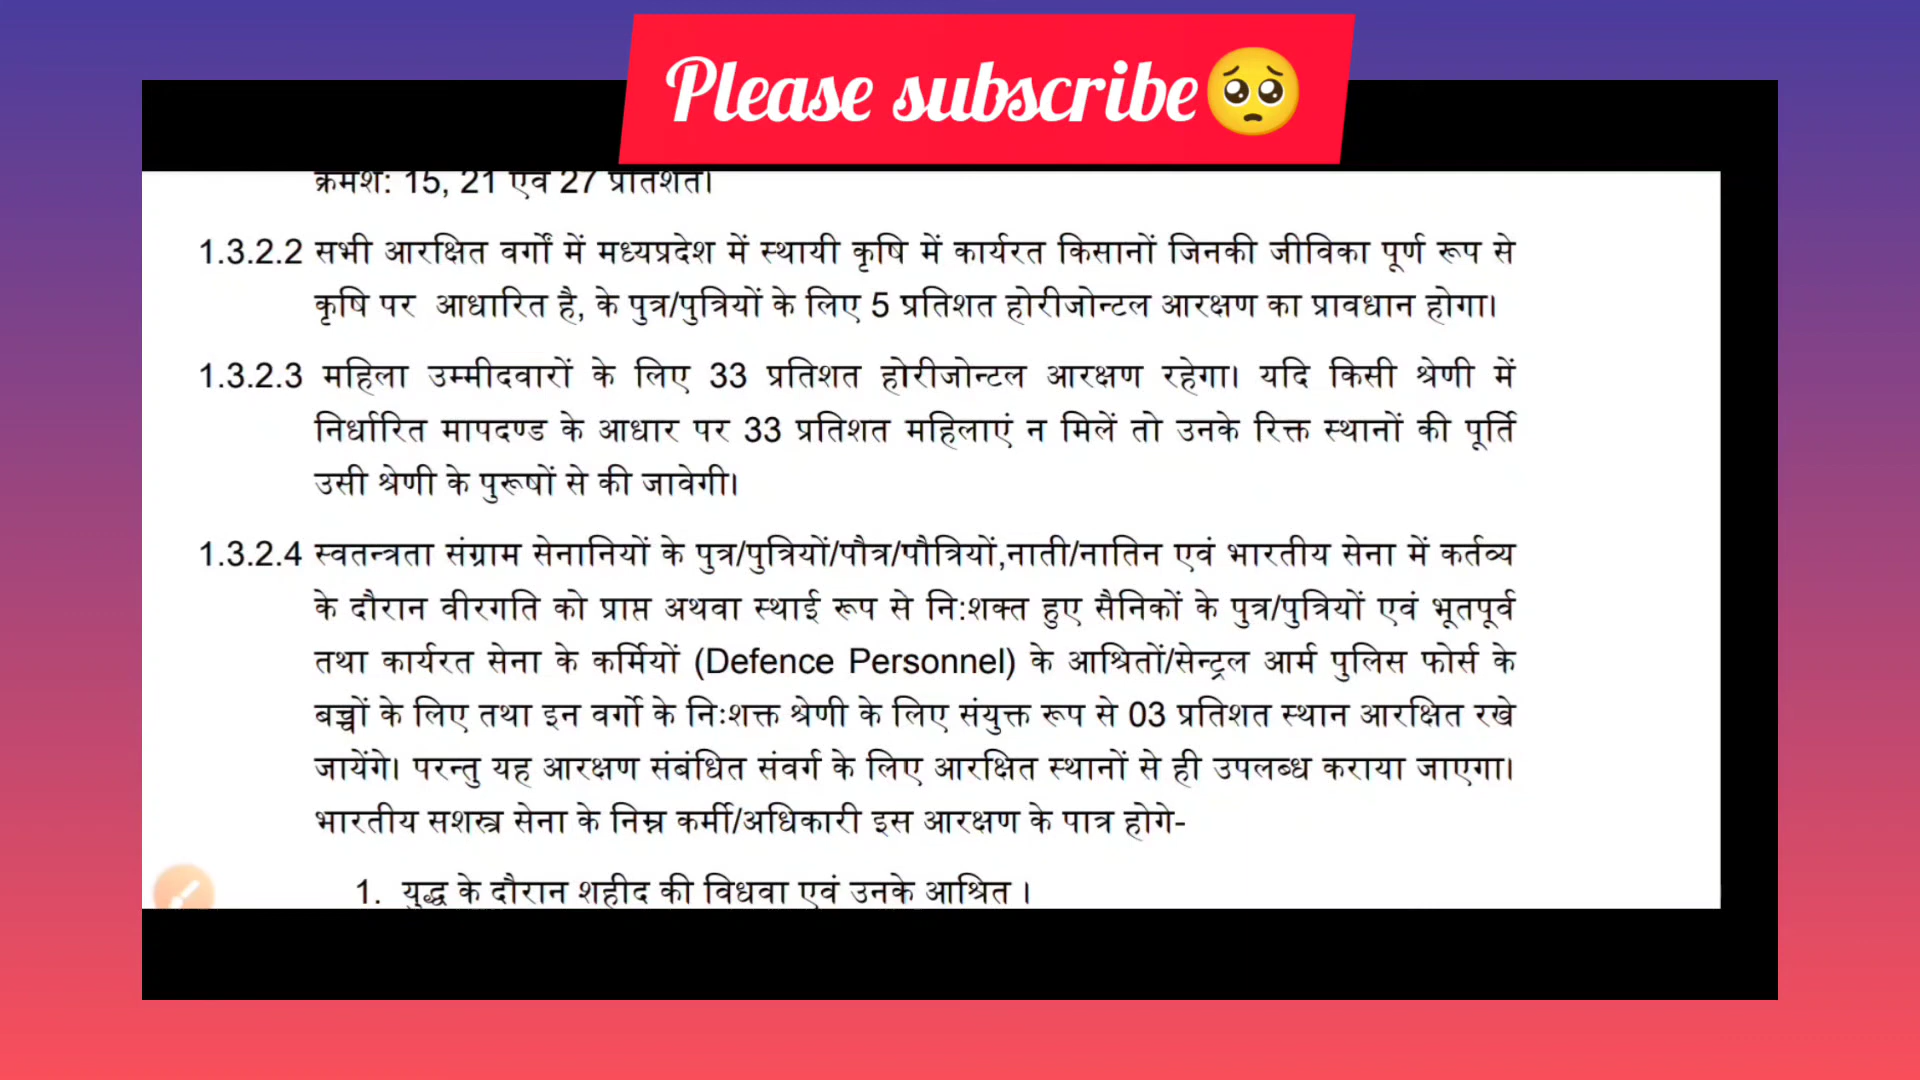 Please subscribe🥺
क्रमश: 15, 21 एवं 27 प्रतिशत।
1.3.2.2 सभी आरक्षित वर्गों में मध्यप्रदेश में स्थायी कृषि में कार्यरत किसानों जिनकी जीविका पूर्ण रूप से
कृषि पर आधारित है, के पुत्र/पुत्रियों के लिए 5 प्रतिशत होरीजोन्टल आरक्षण का प्रावधान होगा।
1.3.2.3 महिला उम्मीदवारों के लिए 33 प्रतिशत होरीजोन्टल आरक्षण रहेगा। यदि किसी श्रेणी में
निर्धारित मापदण्ड के आधार पर 33 प्रतिशत महिलाएं न मिलें तो उनके रिक्त स्थानों की पूर्ति
उसी श्रेणी के पुरूषों से की जावेगी।
1.3.2.4 स्वतन्त्रता संग्राम सेनानियों के पुत्र/पुत्रियों/पौत्र/पौत्रियों,नाती/नातिन एवं भारतीय सेना में कर्तव्य
के दौरान वीरगति को प्राप्त अथवा स्थाई रूप से नि:शक्त हुए सैनिकों के पुत्र/पुत्रियों एवं भूतपूर्व
तथा कार्यरत सेना के कर्मियों (Defence Personnel) के आश्रितों/सेन्ट्रल आर्म पुलिस फोर्स के
बच्चों के लिए तथा इन वर्गो के निःशक्त श्रेणी के लिए संयुक्त रूप से 03 प्रतिशत स्थान आरक्षित रखे
जायेंगे। परन्तु यह आरक्षण संबंधित संवर्ग के लिए आरक्षित स्थानों से ही उपलब्ध कराया जाएगा।
भारतीय सशस्त्र सेना के निम्न कर्मी/अधिकारी इस आरक्षण के पात्र होगे-
1. युद्ध के दौरान शहीद की विधवा एवं उनके आश्रित ।